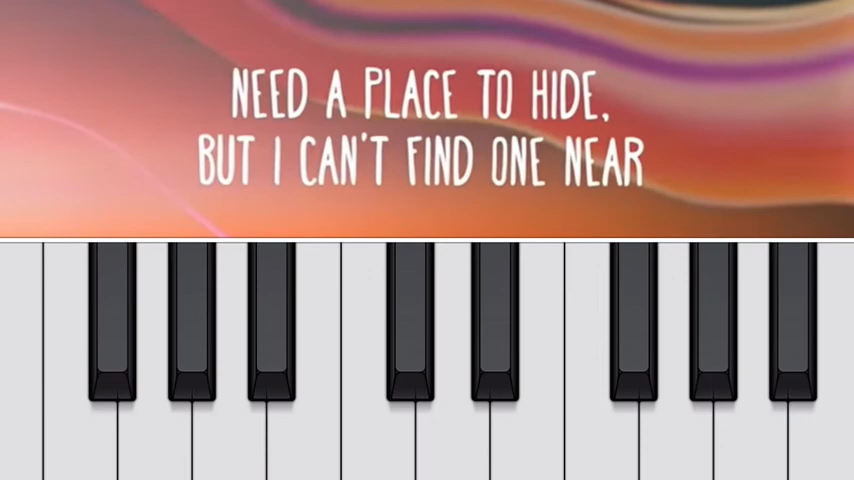 NEED A PLACE TO HIDE,
BUT I CAN'T FIND ONE NEAR